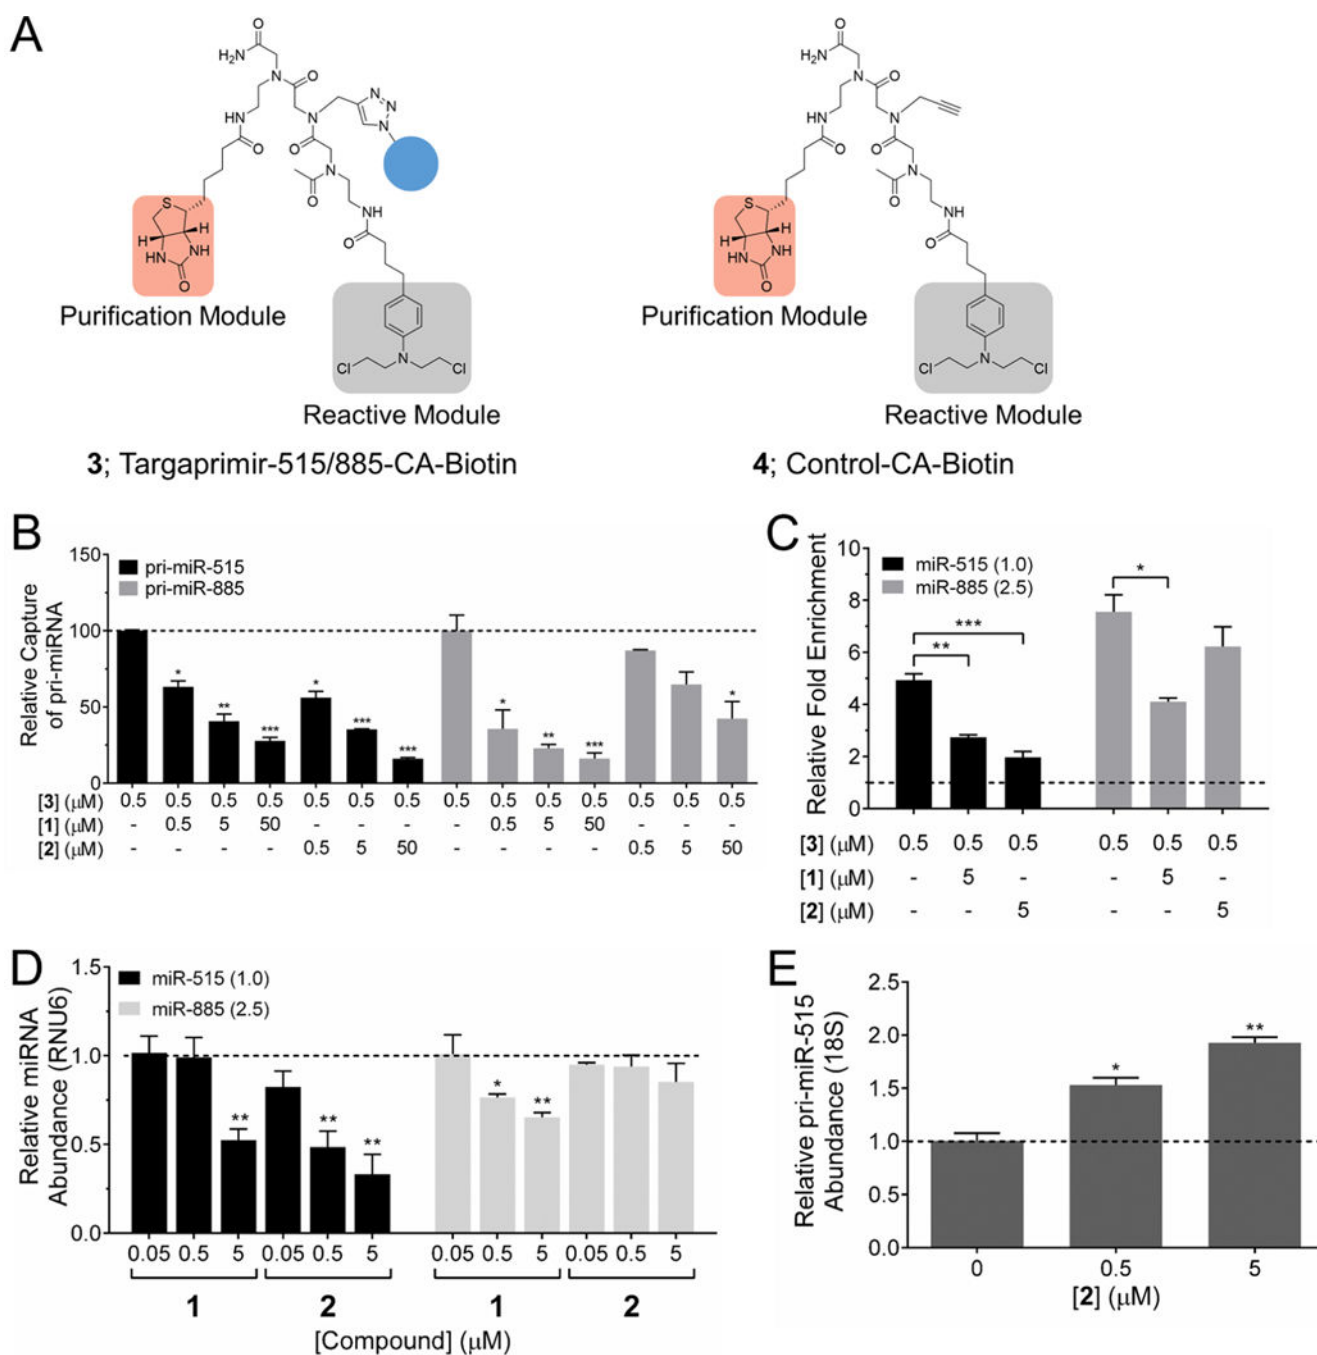 A
H2N
O
N
O
HN
O
N
O
N
O
N
N
N
NH
O
S
H
H
HN
NH
O
Purification Module
N
Cl
Cl
Reactive Module
3; Targaprimir-515/885-CA-Biotin
H2N
O
N
O
HN
O
N
O
N
O
NH
O
S
H
H
HN
NH
O
Purification Module
N
Cl
Cl
Reactive Module
4; Control-CA-Biotin
B
Relative Capture
of pri-miRNA
150
100
50
0
pri-miR-515
pri-miR-885
* ** *** * *** *** * ** *** *
[3] (μM) 0.5 0.5 0.5 0.5 0.5 0.5 0.5 0.5 0.5 0.5 0.5 0.5 0.5 0.5
[1] (μM) - 0.5 5 50 - - - - 0.5 5 50 - - -
[2] (μM) - - - - 0.5 5 50 - - - - 0.5 5 50
C
Relative Fold Enrichment
10
8
6
4
2
0
miR-515 (1.0)
miR-885 (2.5)
***
**
*
[3] (μM) 0.5 0.5 0.5 0.5 0.5 0.5
[1] (μM) - 5 - - 5 -
[2] (μM) - - 5 - - 5
D
Relative miRNA
Abundance (RNU6)
1.5
1.0
0.5
0.0
miR-515 (1.0)
miR-885 (2.5)
** ** ** * **
0.05 0.5 5 0.05 0.5 5 0.05 0.5 5 0.05 0.5 5
1 2 1 2
[Compound] (μM)
E
Relative pri-miR-515
Abundance (18S)
2.5
2.0
1.5
1.0
0.5
0.0
* **
0 0.5 5
[2] (μM)